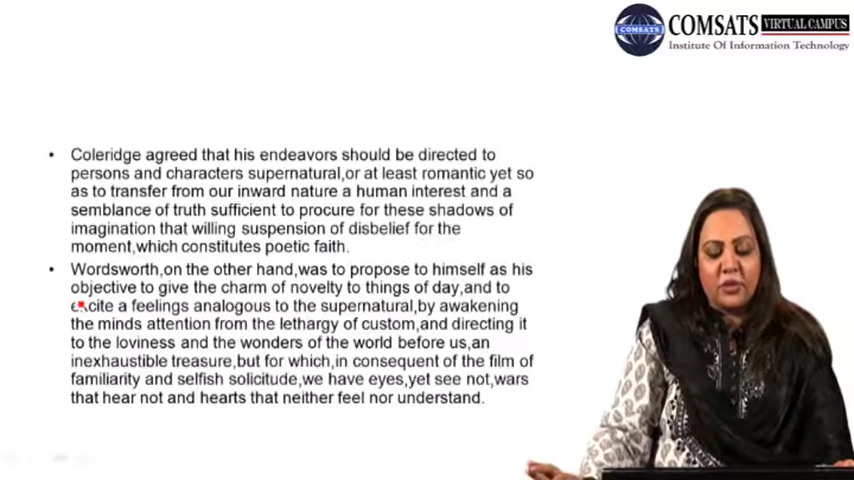 COMSATS
COMSATS VIRTUAL CAMPUS
Institute Of Information Technology
• Coleridge agreed that his endeavors should be directed to
persons and characters supernatural,or at least romantic yet so
as to transfer from our inward nature a human interest and a
semblance of truth sufficient to procure for these shadows of
imagination that willing suspension of disbelief for the
moment,which constitutes poetic faith.
• Wordsworth,on the other hand,was to propose to himself as his
objective to give the charm of novelty to things of day,and to
excite a feelings analogous to the supernatural,by awakening
the minds attention from the lethargy of custom,and directing it
to the loviness and the wonders of the world before us,an
inexhaustible treasure,but for which,in consequent of the film of
familiarity and selfish solicitude,we have eyes,yet see not,wars
that hear not and hearts that neither feel nor understand.